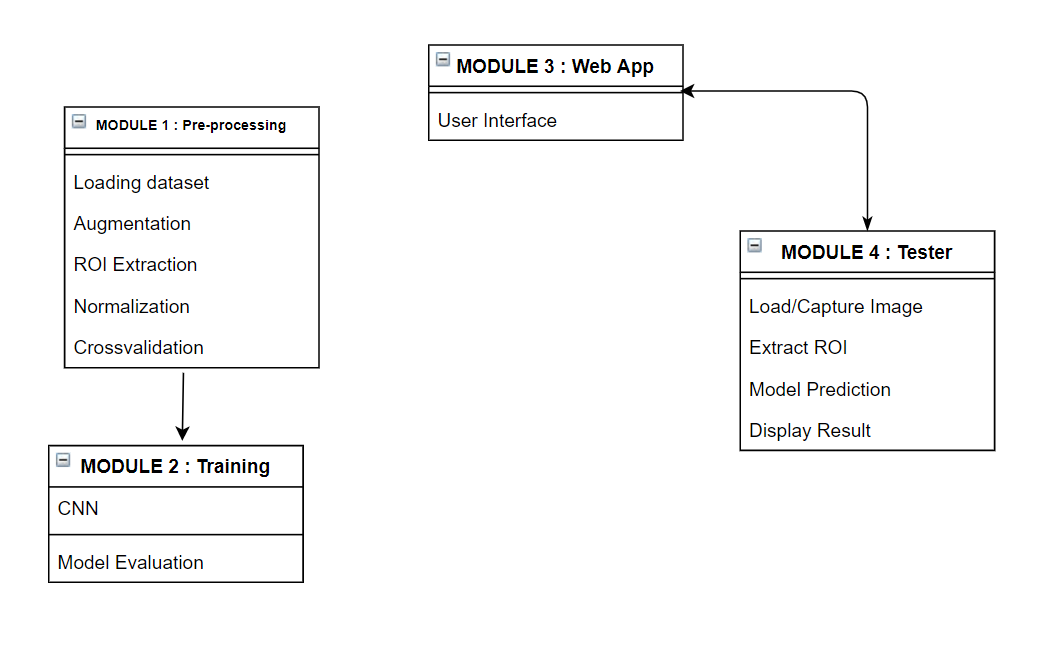 MODULE 1 : Pre-processing
Loading dataset
Augmentation
ROI Extraction
Normalization
Crossvalidation
MODULE 2 : Training
CNN
Model Evaluation
MODULE 3 : Web App
User Interface
MODULE 4 : Tester
Load/Capture Image
Extract ROI
Model Prediction
Display Result